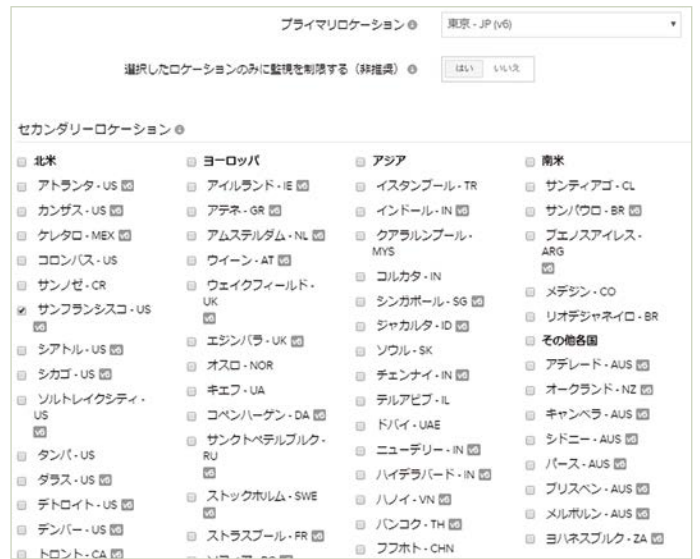 プライマリロケーション
東京 - JP (v6)
選択したロケーションのみに監視を制限する（非推奨）
はい いいえ
セカンダリーロケーション
北米
アトランタ - US v6
カンザス - US v6
ケレタロ - MEX v6
コロンバス - US
サンノゼ - CR
サンフランシスコ - US
v6
シアトル - US v6
シカゴ - US v6
ソルトレイクシティ -
US
v6
タンパ - US
ダラス - US v6
デトロイト - US v6
デンバー - US v6
トロント - CA v6
ヨーロッパ
アイルランド - IE v6
アテネ - GR v6
アムステルダム - NL v6
ウィーン - AT v6
ウェイクフィールド -
UK
v6
エジンバラ - UK v6
オスロ - NOR
キエフ - UA
コペンハーゲン - DA v6
サンクトペテルブルク -
RU
v6
ストックホルム - SWE
v6
ストラスブール - FR v6
アジア
イスタンブール - TR
インドール - IN v6
クアラルンプール -
MYS
コルカタ - IN
シンガポール - SG v6
ジャカルタ - ID v6
ソウル - SK
チェンナイ - IN v6
テルアビブ - IL
ドバイ - UAE
ニューデリー - IN v6
ハイデラバード - IN v6
ハノイ - VN v6
バンコク - TH v6
フフホト - CHN
南米
サンティアゴ - CL
サンパウロ - BR v6
ブエノスアイレス -
ARG
v6
メデジン - CO
リオデジャネイロ - BR
その他各国
アデレード - AUS v6
オークランド - NZ v6
キャンベラ - AUS v6
シドニー - AUS v6
パース - AUS v6
ブリスベン - AUS v6
メルボルン - AUS v6
ヨハネスブルク - ZA v6